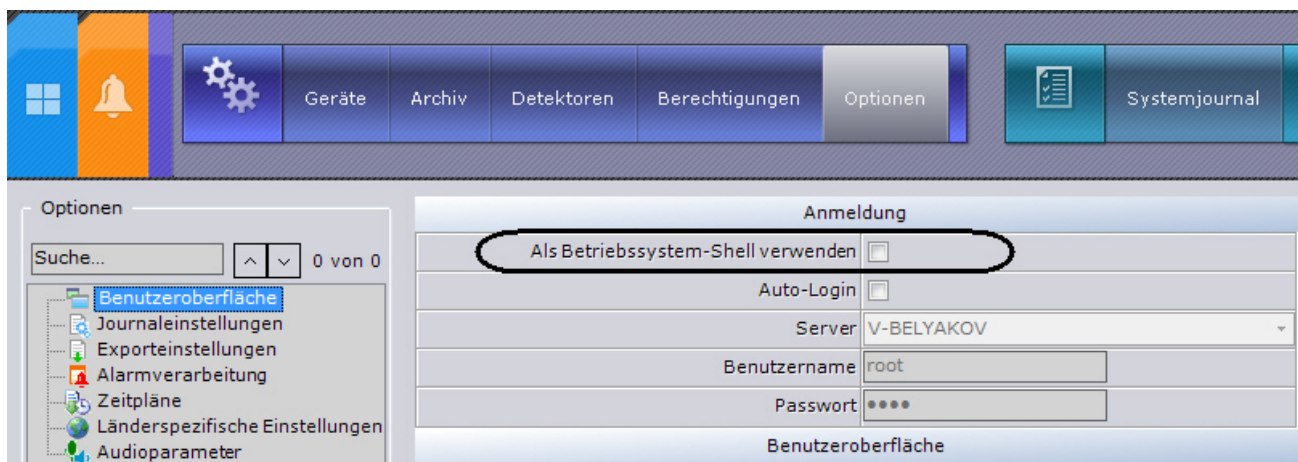 Geräte Archiv Detektoren Berechtigungen Optionen Systemjournal
Optionen
Suche... 0 von 0
Benutzeroberfläche
Journaleinstellungen
Exporteinstellungen
Alarmverarbeitung
Zeitpläne
Länderspezifische Einstellungen
Audioparameter
Anmeldung
Als Betriebssystem-Shell verwenden
Auto-Login
Server V-BELYAKOV
Benutzername root
Passwort ••••
Benutzeroberfläche